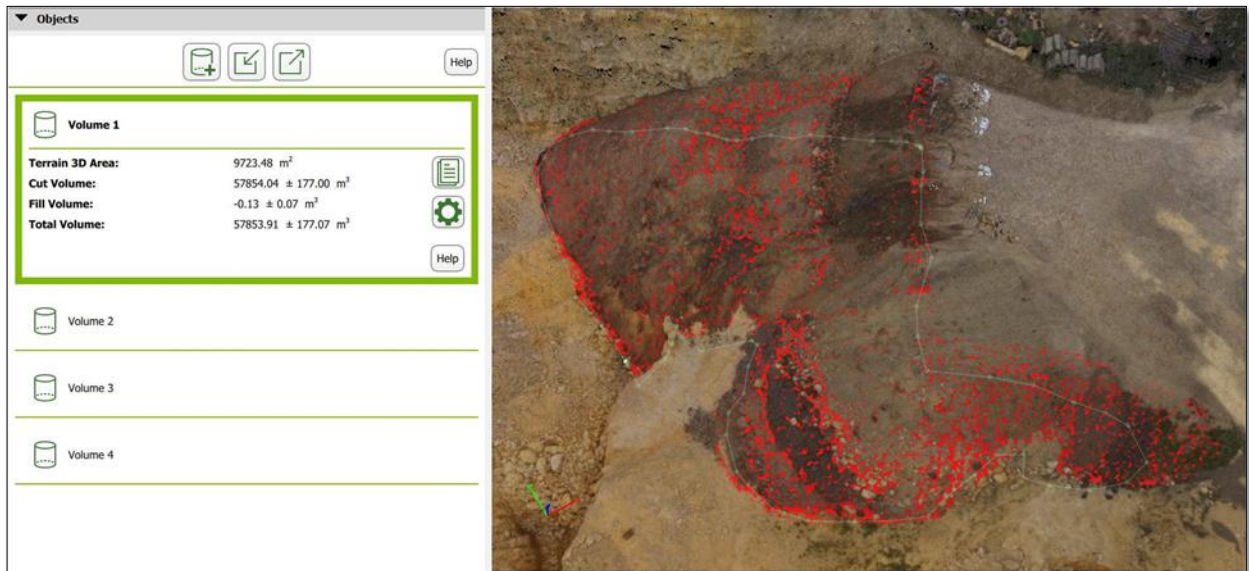 Objects
Help
Volume 1
Terrain 3D Area: 9723.48 m²
Cut Volume: 57854.04 ± 177.00 m³
Fill Volume: -0.13 ± 0.07 m³
Total Volume: 57853.91 ± 177.07 m³
Help
Volume 2
Volume 3
Volume 4